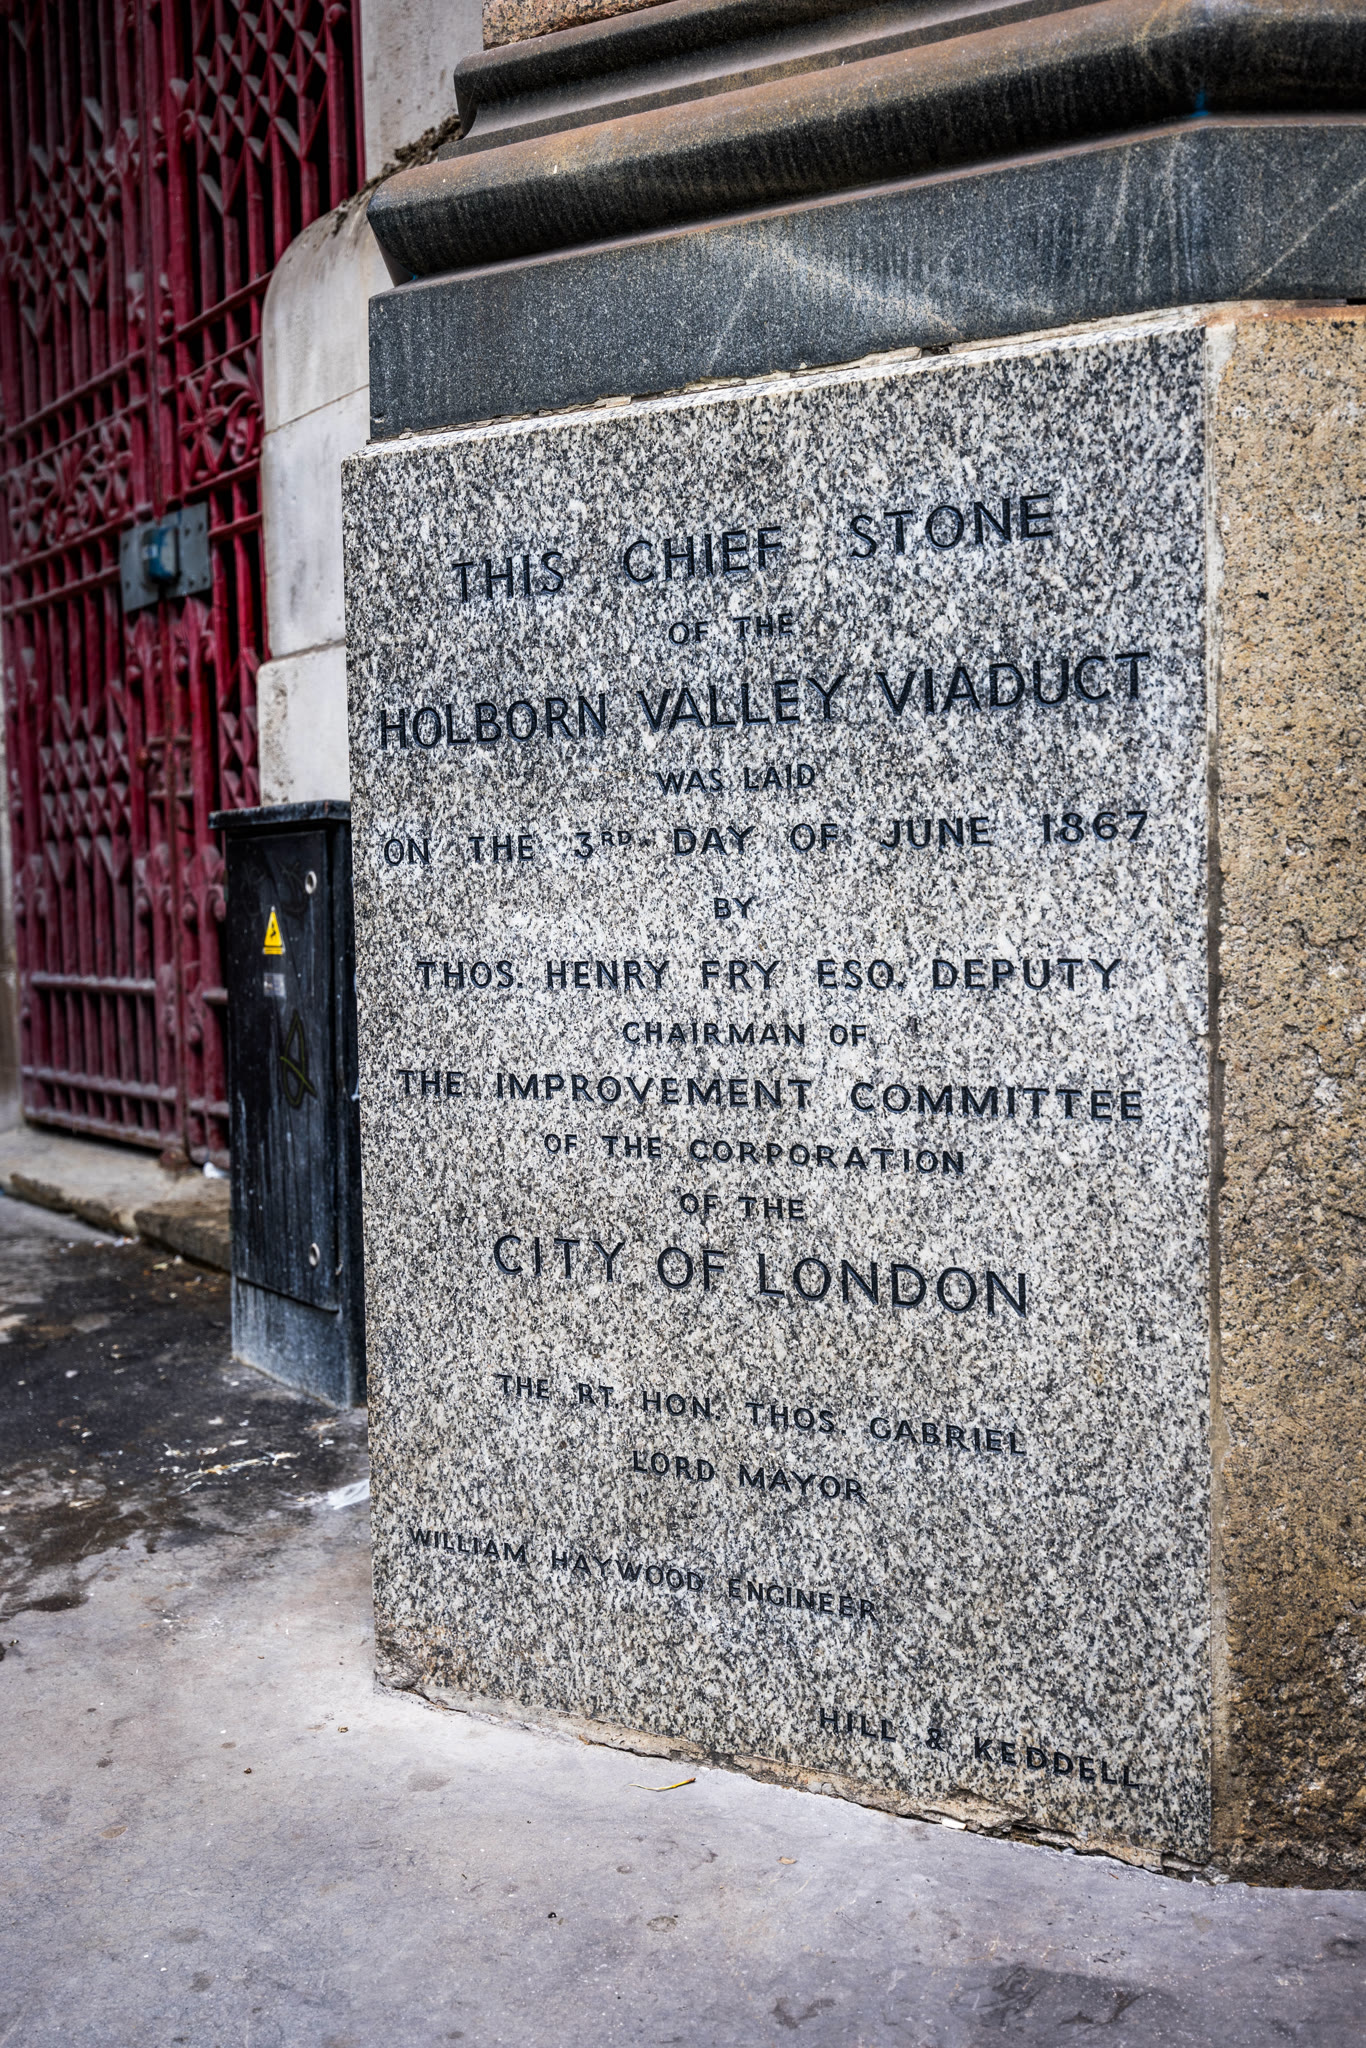 THIS CHIEF STONE
OF THE
HOLBORN VALLEY VIADUCT
WAS LAID
ON THE 3RD DAY OF JUNE 1867
BY
THOS. HENRY FRY ESQ. DEPUTY
CHAIRMAN OF
THE IMPROVEMENT COMMITTEE
OF THE CORPORATION
OF THE
CITY OF LONDON
THE RT. HON. THOS. GABRIEL
LORD MAYOR
WILLIAM HAYWOOD ENGINEER
HILL & KEDDELL